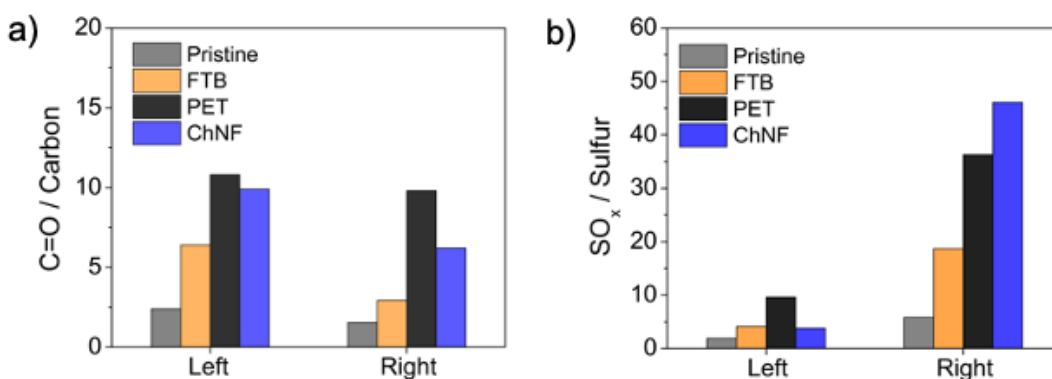 a)
20
15
10
5
0
C=O / Carbon
Pristine
FTB
PET
ChNF
Left
Right
b)
60
50
40
30
20
10
0
SOx / Sulfur
Pristine
FTB
PET
ChNF
Left
Right